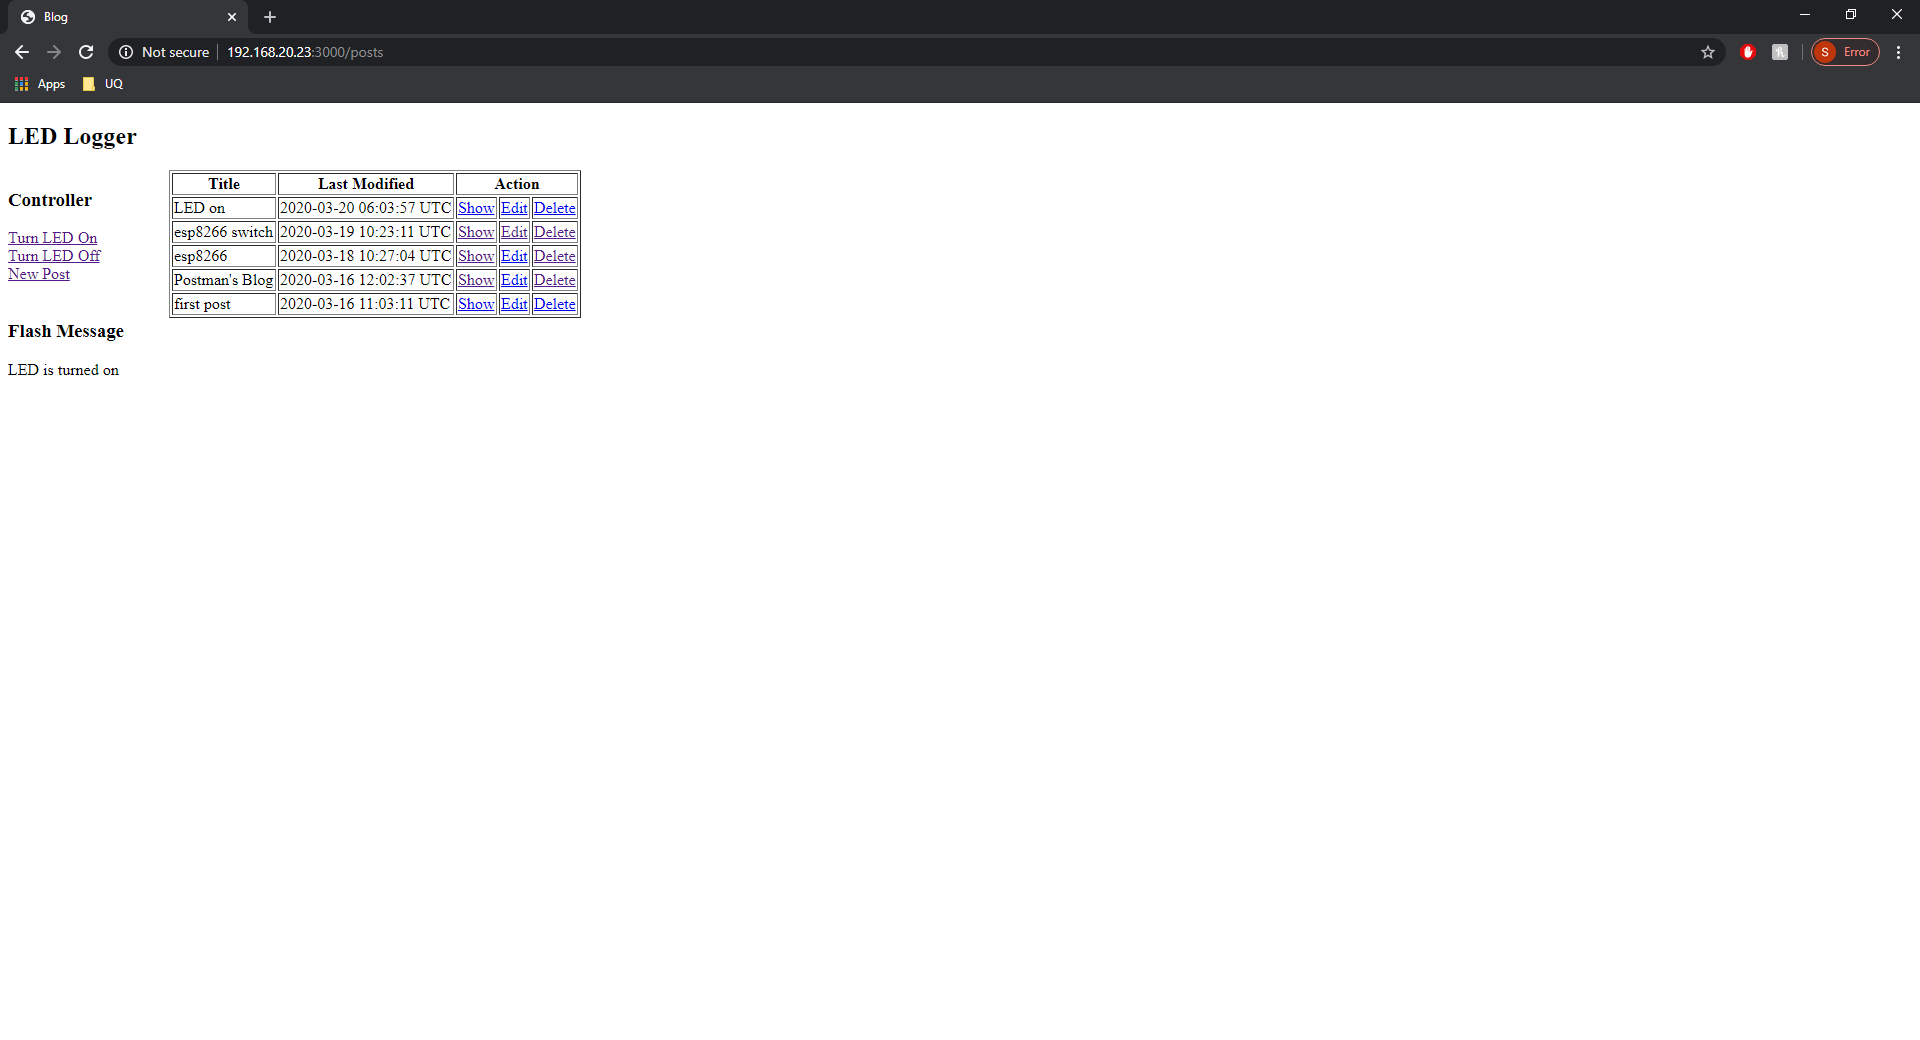 Blog
Not secure 192.168.20.23:3000/posts
S Error
Apps UQ
LED Logger
Controller
Turn LED On
Turn LED Off
New Post
Flash Message
LED is turned on
Title Last Modified Action
LED on 2020-03-20 06:03:57 UTC Show Edit Delete
esp8266 switch 2020-03-19 10:23:11 UTC Show Edit Delete
esp8266 2020-03-18 10:27:04 UTC Show Edit Delete
Postman's Blog 2020-03-16 12:02:37 UTC Show Edit Delete
first post 2020-03-16 11:03:11 UTC Show Edit Delete